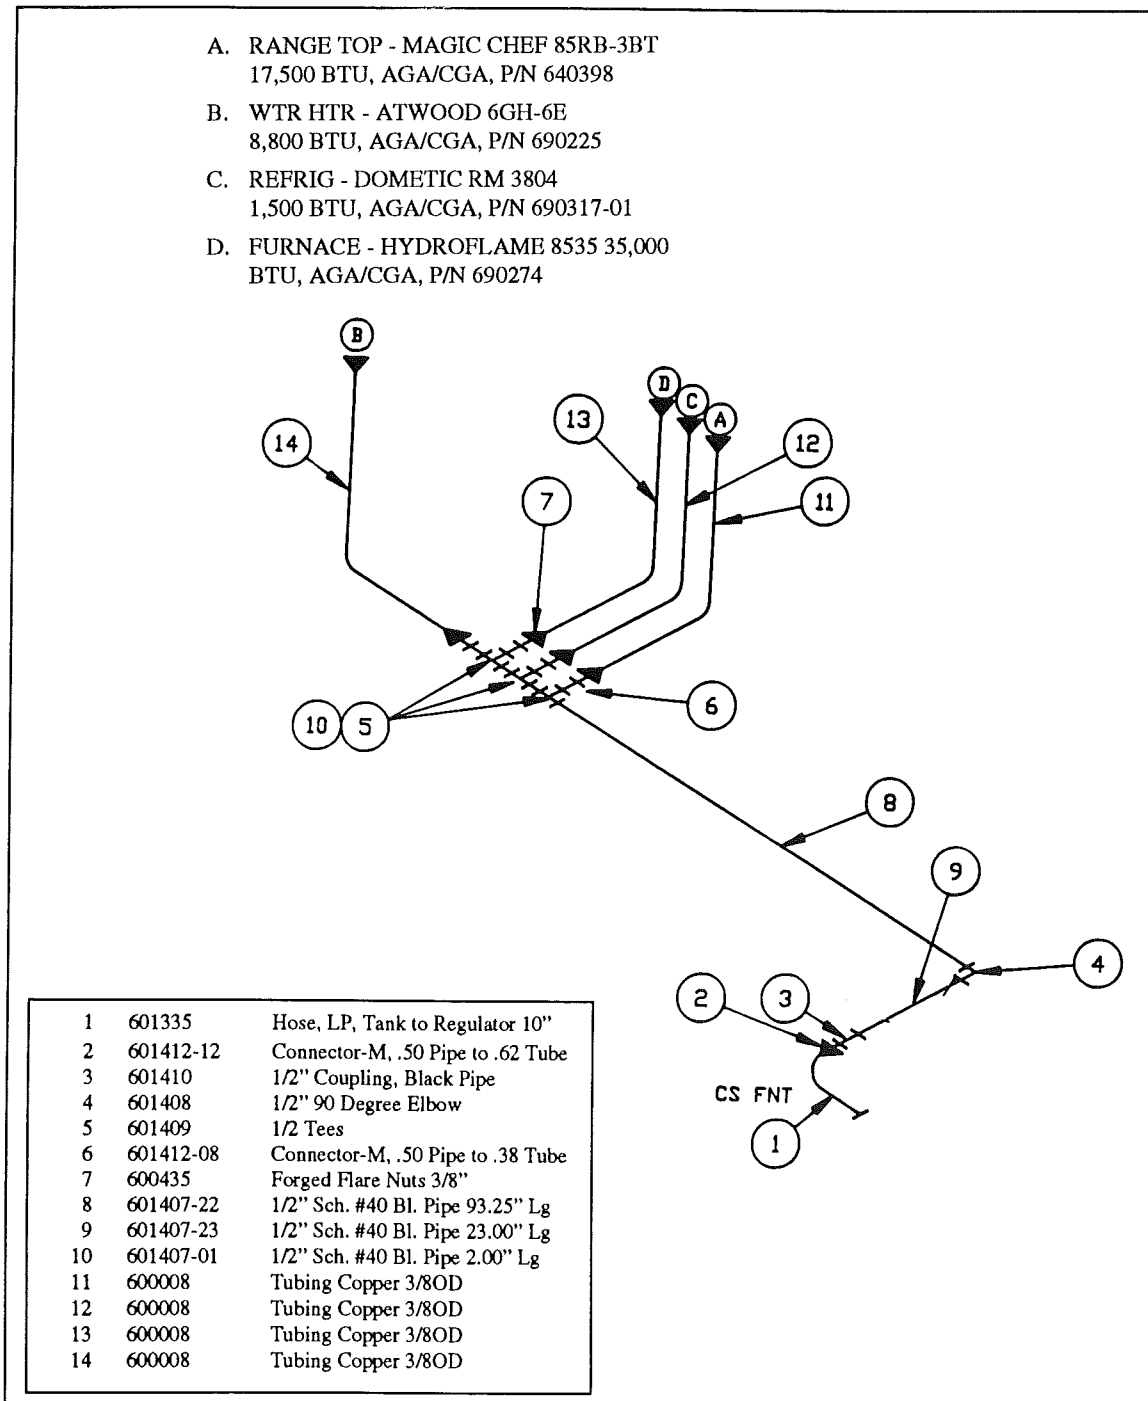 A. RANGE TOP - MAGIC CHEF 85RB-3BT
17,500 BTU, AGA/CGA, P/N 640398
B. WTR HTR - ATWOOD 6GH-6E
8,800 BTU, AGA/CGA, P/N 690225
C. REFRIG - DOMETIC RM 3804
1,500 BTU, AGA/CGA, P/N 690317-01
D. FURNACE - HYDROFLAME 8535 35,000
BTU, AGA/CGA, P/N 690274
B
D
C
A
13
12
14
7
11
6
10 5
8
9
4
2
3
CS FNT
1
1 601335 Hose, LP, Tank to Regulator 10”
2 601412-12 Connector-M, .50 Pipe to .62 Tube
3 601410 1/2” Coupling, Black Pipe
4 601408 1/2” 90 Degree Elbow
5 601409 1/2 Tees
6 601412-08 Connector-M, .50 Pipe to .38 Tube
7 600435 Forged Flare Nuts 3/8”
8 601407-22 1/2” Sch. #40 Bl. Pipe 93.25” Lg
9 601407-23 1/2” Sch. #40 Bl. Pipe 23.00” Lg
10 601407-01 1/2” Sch. #40 Bl. Pipe 2.00” Lg
11 600008 Tubing Copper 3/8OD
12 600008 Tubing Copper 3/8OD
13 600008 Tubing Copper 3/8OD
14 600008 Tubing Copper 3/8OD